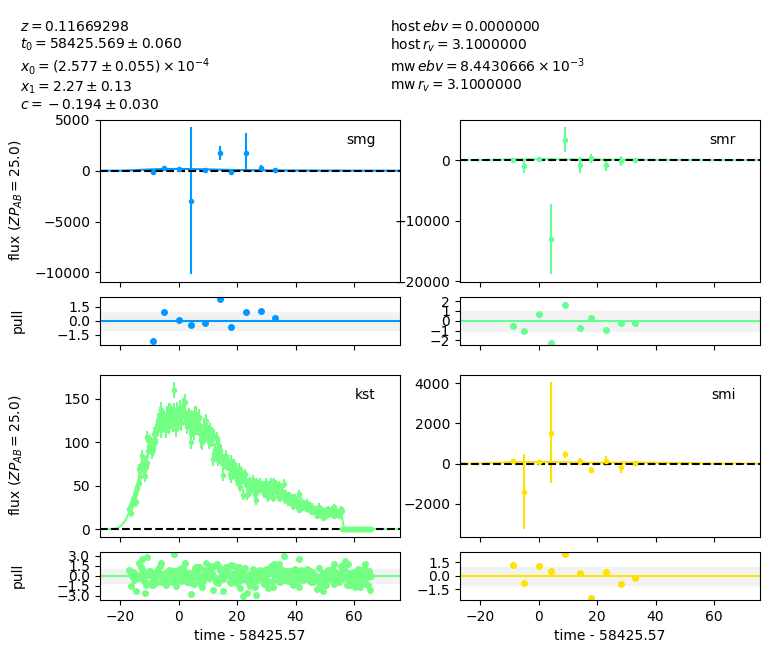 z = 0.11669298
t₀ = 58425.569 ± 0.060
x₀ = (2.577 ± 0.055) × 10⁻⁴
x₁ = 2.27 ± 0.13
c = −0.194 ± 0.030
host ebv = 0.0000000
host r_v = 3.1000000
mw ebv = 8.4430666 × 10⁻³
mw r_v = 3.1000000
smg
5000
0
−5000
−10000
flux (ZP_AB = 25.0)
smr
0
−10000
−20000
pull
1.5
0.0
−1.5
2
1
0
−1
−2
kst
150
100
50
0
flux (ZP_AB = 25.0)
smi
4000
2000
0
−2000
pull
3.0
1.5
0.0
−1.5
−3.0
−20 0 20 40 60
time - 58425.57
1.5
0.0
−1.5
−20 0 20 40 60
time - 58425.57